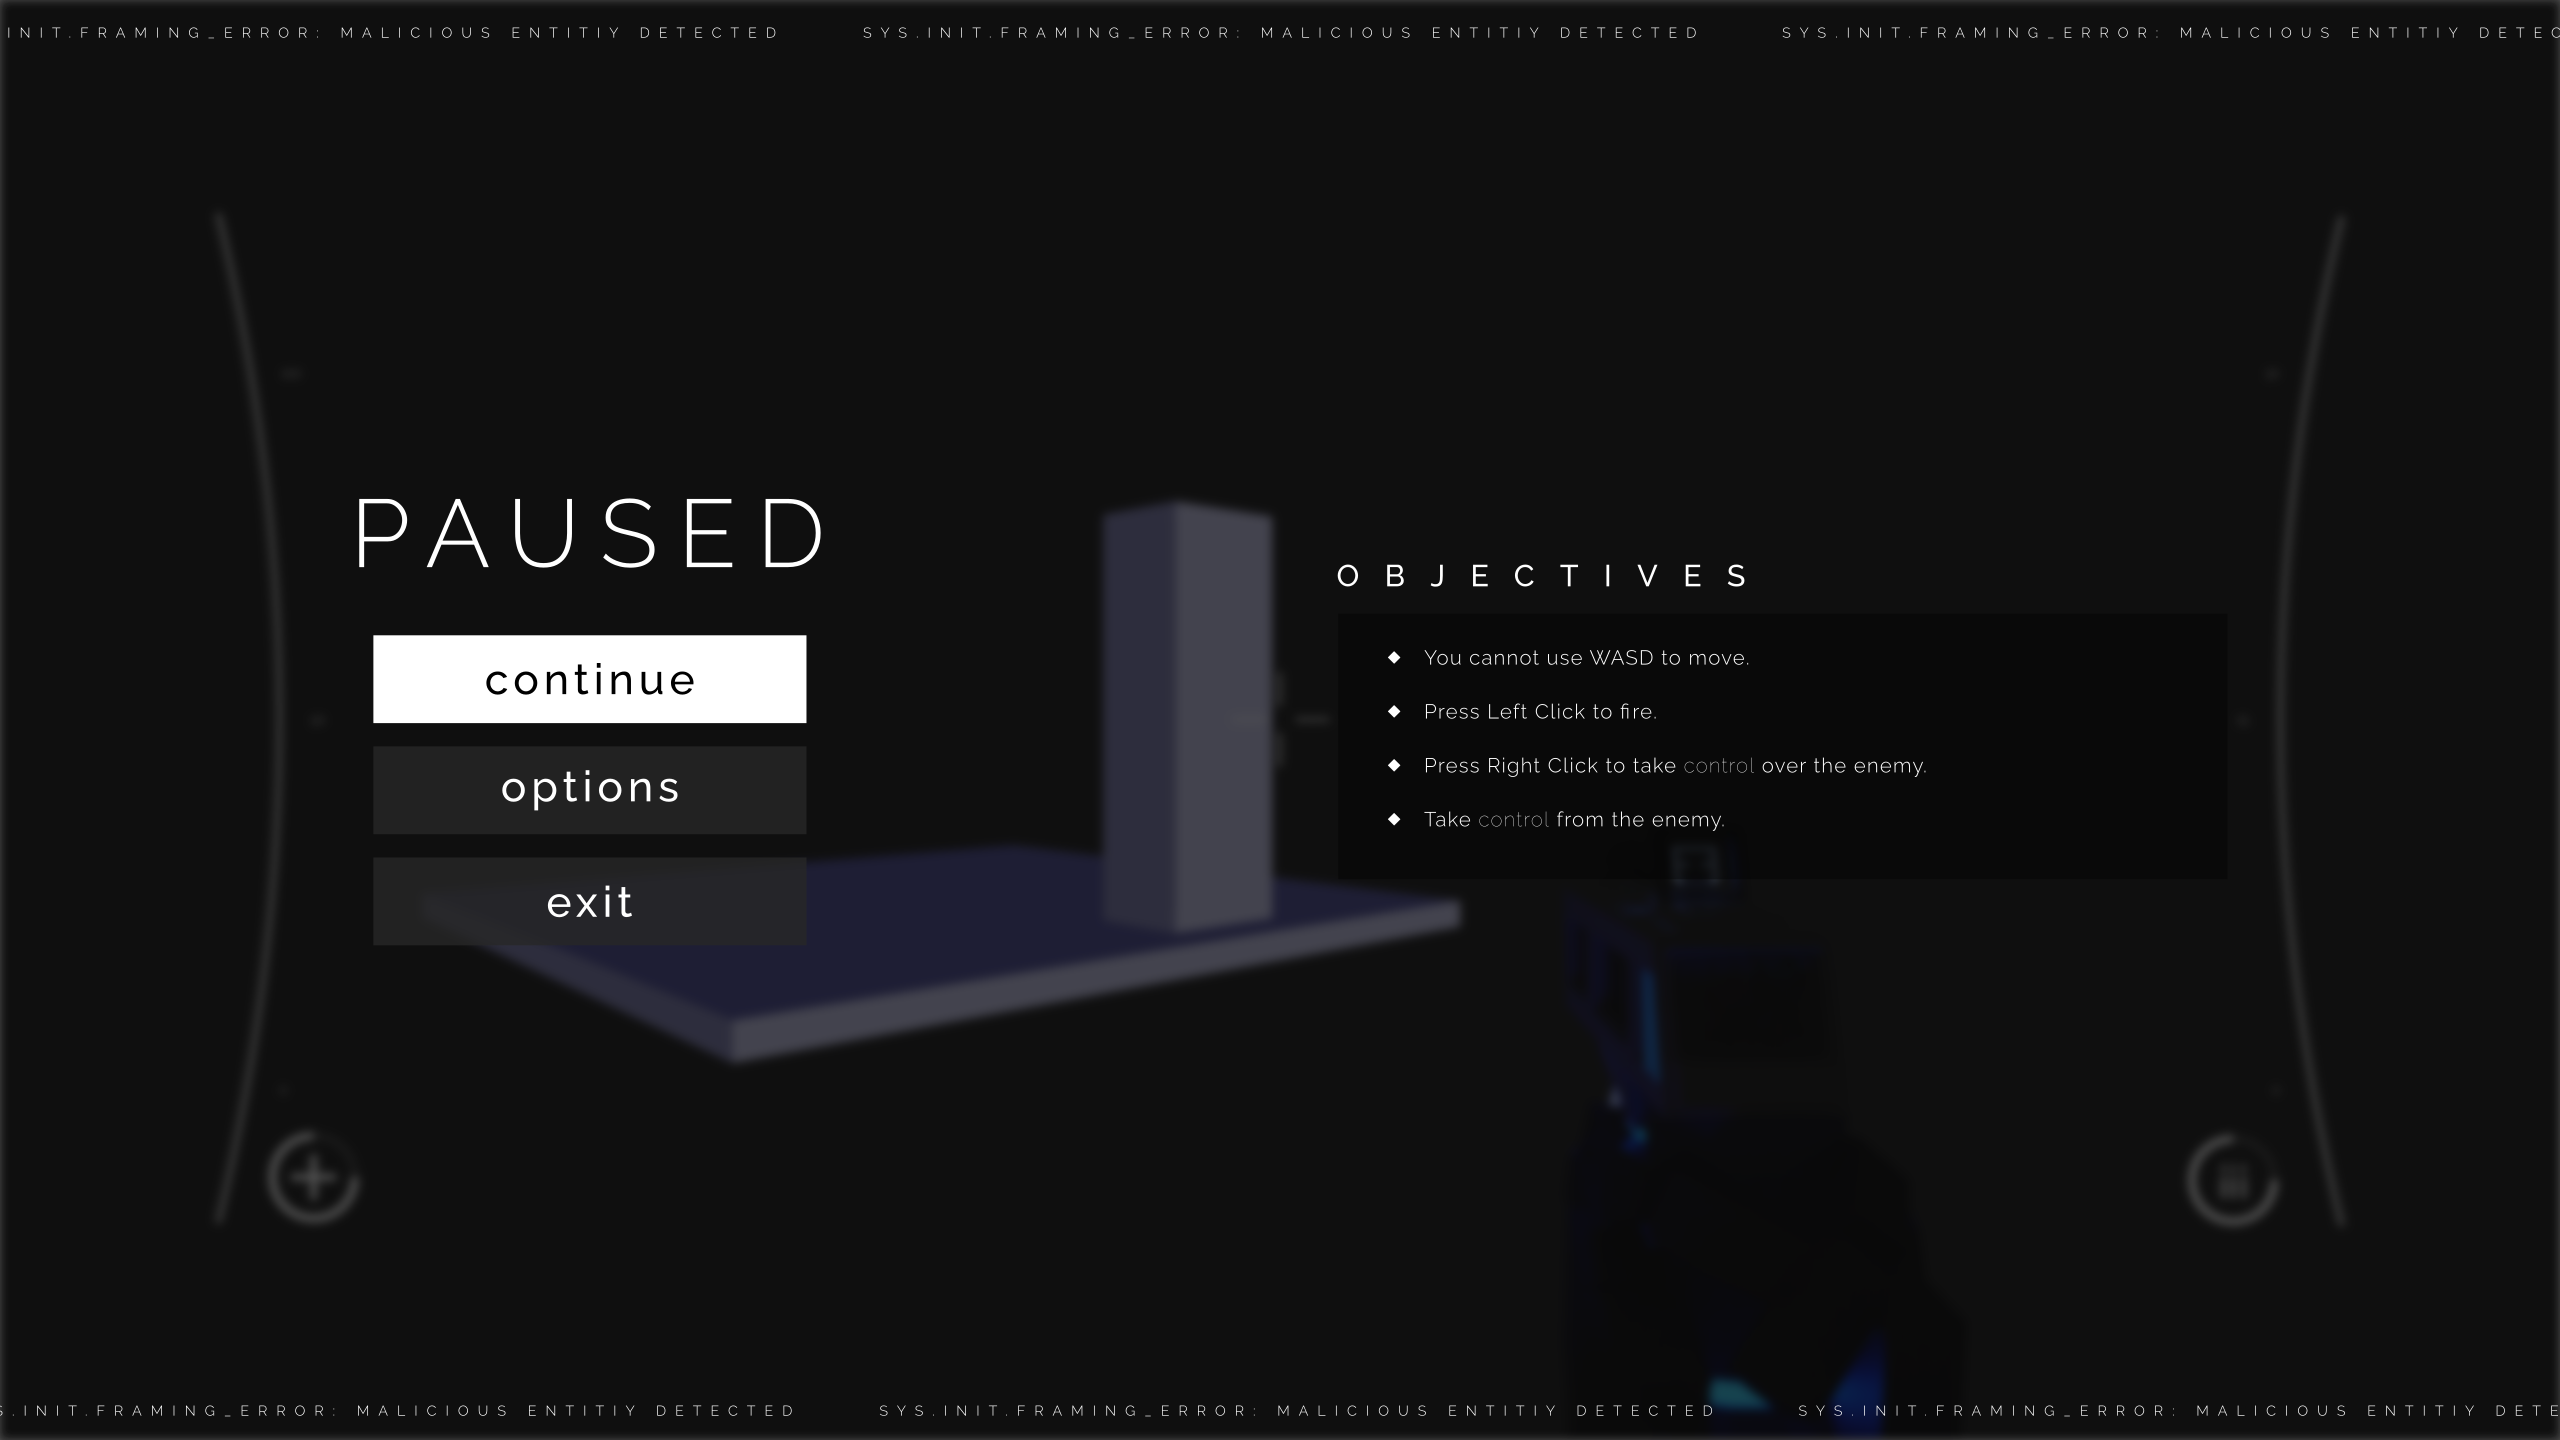 INIT.FRAMING_ERROR: MALICIOUS ENTITIY DETECTED SYS.INIT.FRAMING_ERROR: MALICIOUS ENTITIY DETECTED SYS.INIT.FRAMING_ERROR: MALICIOUS ENTITIY DETEC
PAUSED
continue
options
exit
OBJECTIVES
You cannot use WASD to move.
Press Left Click to fire.
Press Right Click to take control over the enemy.
Take control from the enemy.
S.INIT.FRAMING_ERROR: MALICIOUS ENTITIY DETECTED SYS.INIT.FRAMING_ERROR: MALICIOUS ENTITIY DETECTED SYS.INIT.FRAMING_ERROR: MALICIOUS ENTITIY DETE